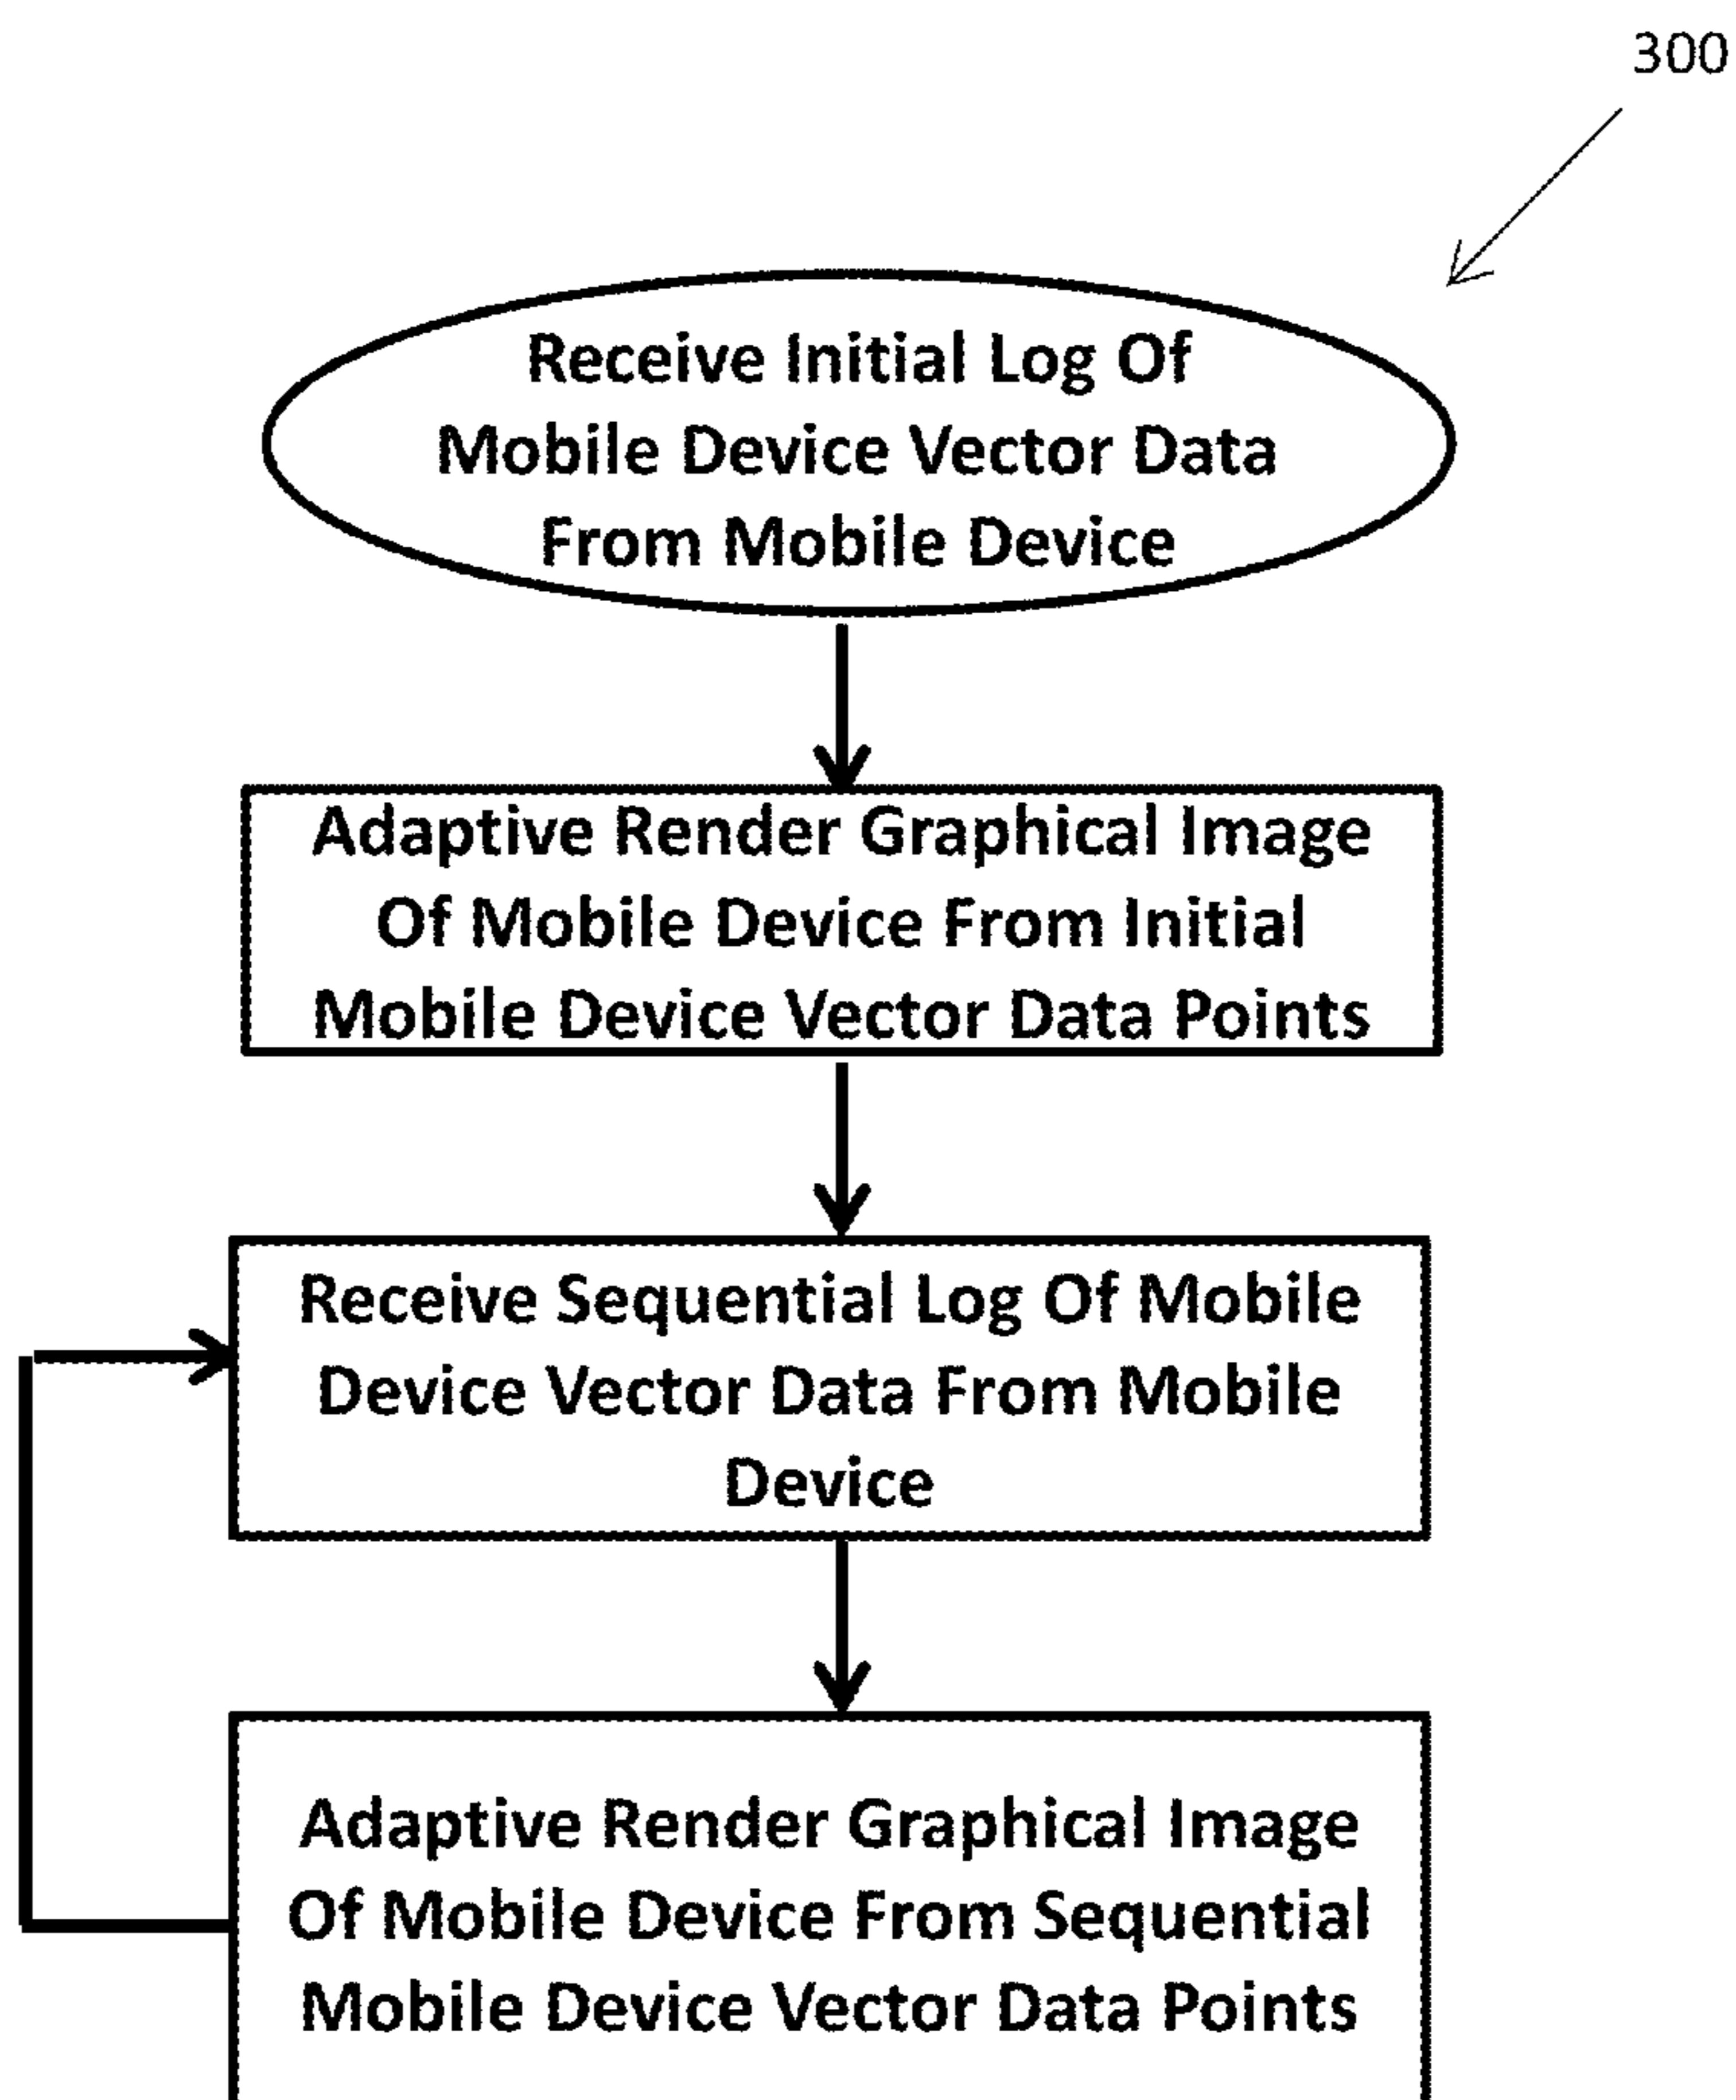 300
Receive Initial Log Of
Mobile Device Vector Data
From Mobile Device
Adaptive Render Graphical Image
Of Mobile Device From Initial
Mobile Device Vector Data Points
Receive Sequential Log Of Mobile
Device Vector Data From Mobile
Device
Adaptive Render Graphical Image
Of Mobile Device From Sequential
Mobile Device Vector Data Points